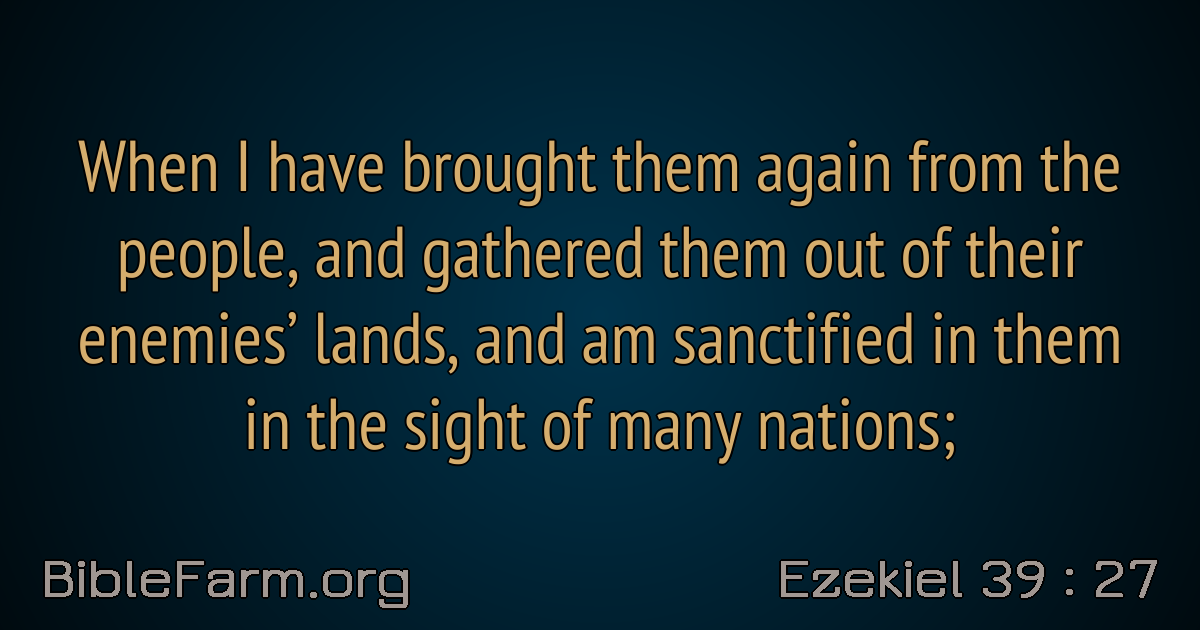 When I have brought them again from the
people, and gathered them out of their
enemies’ lands, and am sanctified in them
in the sight of many nations;
BibleFarm.org
Ezekiel 39 : 27